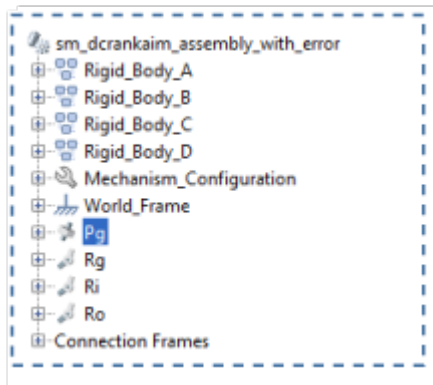 sm_dcrankaim_assembly_with_error
Rigid_Body_A
Rigid_Body_B
Rigid_Body_C
Rigid_Body_D
Mechanism_Configuration
World_Frame
Pg
Rg
Ri
Ro
Connection Frames